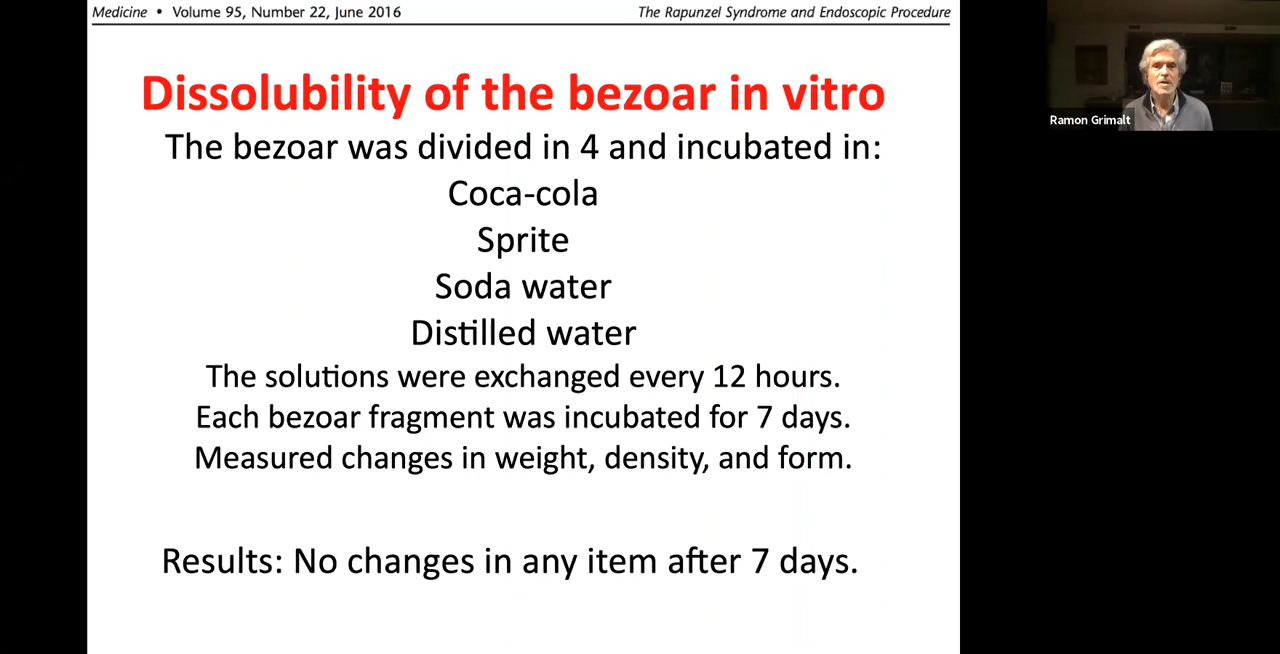 Medicine • Volume 95, Number 22, June 2016
The Rapunzel Syndrome and Endoscopic Procedure
Dissolubility of the bezoar in vitro
The bezoar was divided in 4 and incubated in:
Coca-cola
Sprite
Soda water
Distilled water
The solutions were exchanged every 12 hours.
Each bezoar fragment was incubated for 7 days.
Measured changes in weight, density, and form.
Results: No changes in any item after 7 days.
Ramon Grimalt